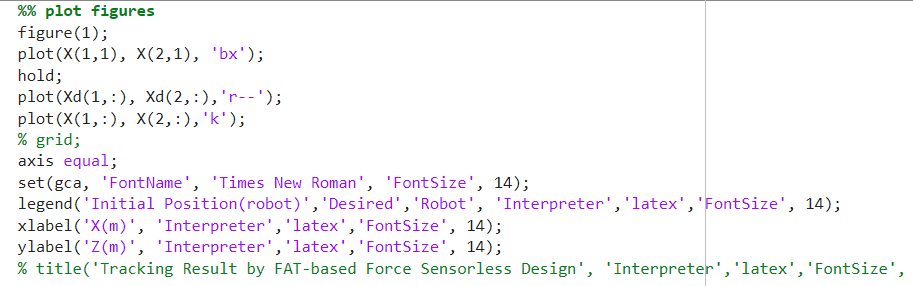 %% plot figures
figure(1);
plot(X(1,1), X(2,1), 'bx');
hold;
plot(Xd(1,:), Xd(2,:),'r--');
plot(X(1,:), X(2,:),'k');
% grid;
axis equal;
set(gca, 'FontName', 'Times New Roman', 'FontSize', 14);
legend('Initial Position(robot)','Desired','Robot', 'Interpreter','latex','FontSize', 14);
xlabel('X(m)', 'Interpreter','latex','FontSize', 14);
ylabel('Z(m)', 'Interpreter','latex','FontSize', 14);
% title('Tracking Result by FAT-based Force Sensorless Design', 'Interpreter','latex','FontSize',